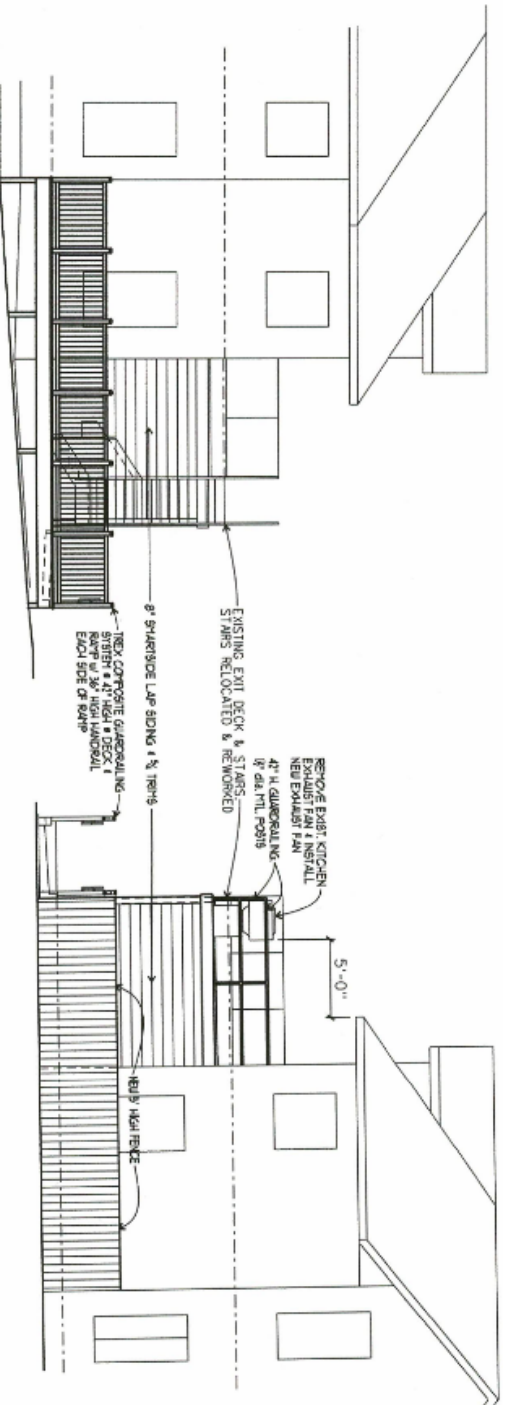 REMOVE EXIST. KITCHEN
EXHAUST FAN & INSTALL
NEW EXHAUST FAN
42" H. GUARDRAILING
dia. MTL. POSTS
5'-0"
EXISTING EXIT DECK & STAIRS
STAIRS RELOCATED & REWORKED
8" SMARTSIDE LAP SIDING & TRIMS
NEW 5' HIGH FENCE
TREX COMPOSITE GUARDRAILING
SYSTEM @ 42" HIGH @ DECK &
RAMP W/ 36" HIGH HANDRAIL
EACH SIDE OF RAMP